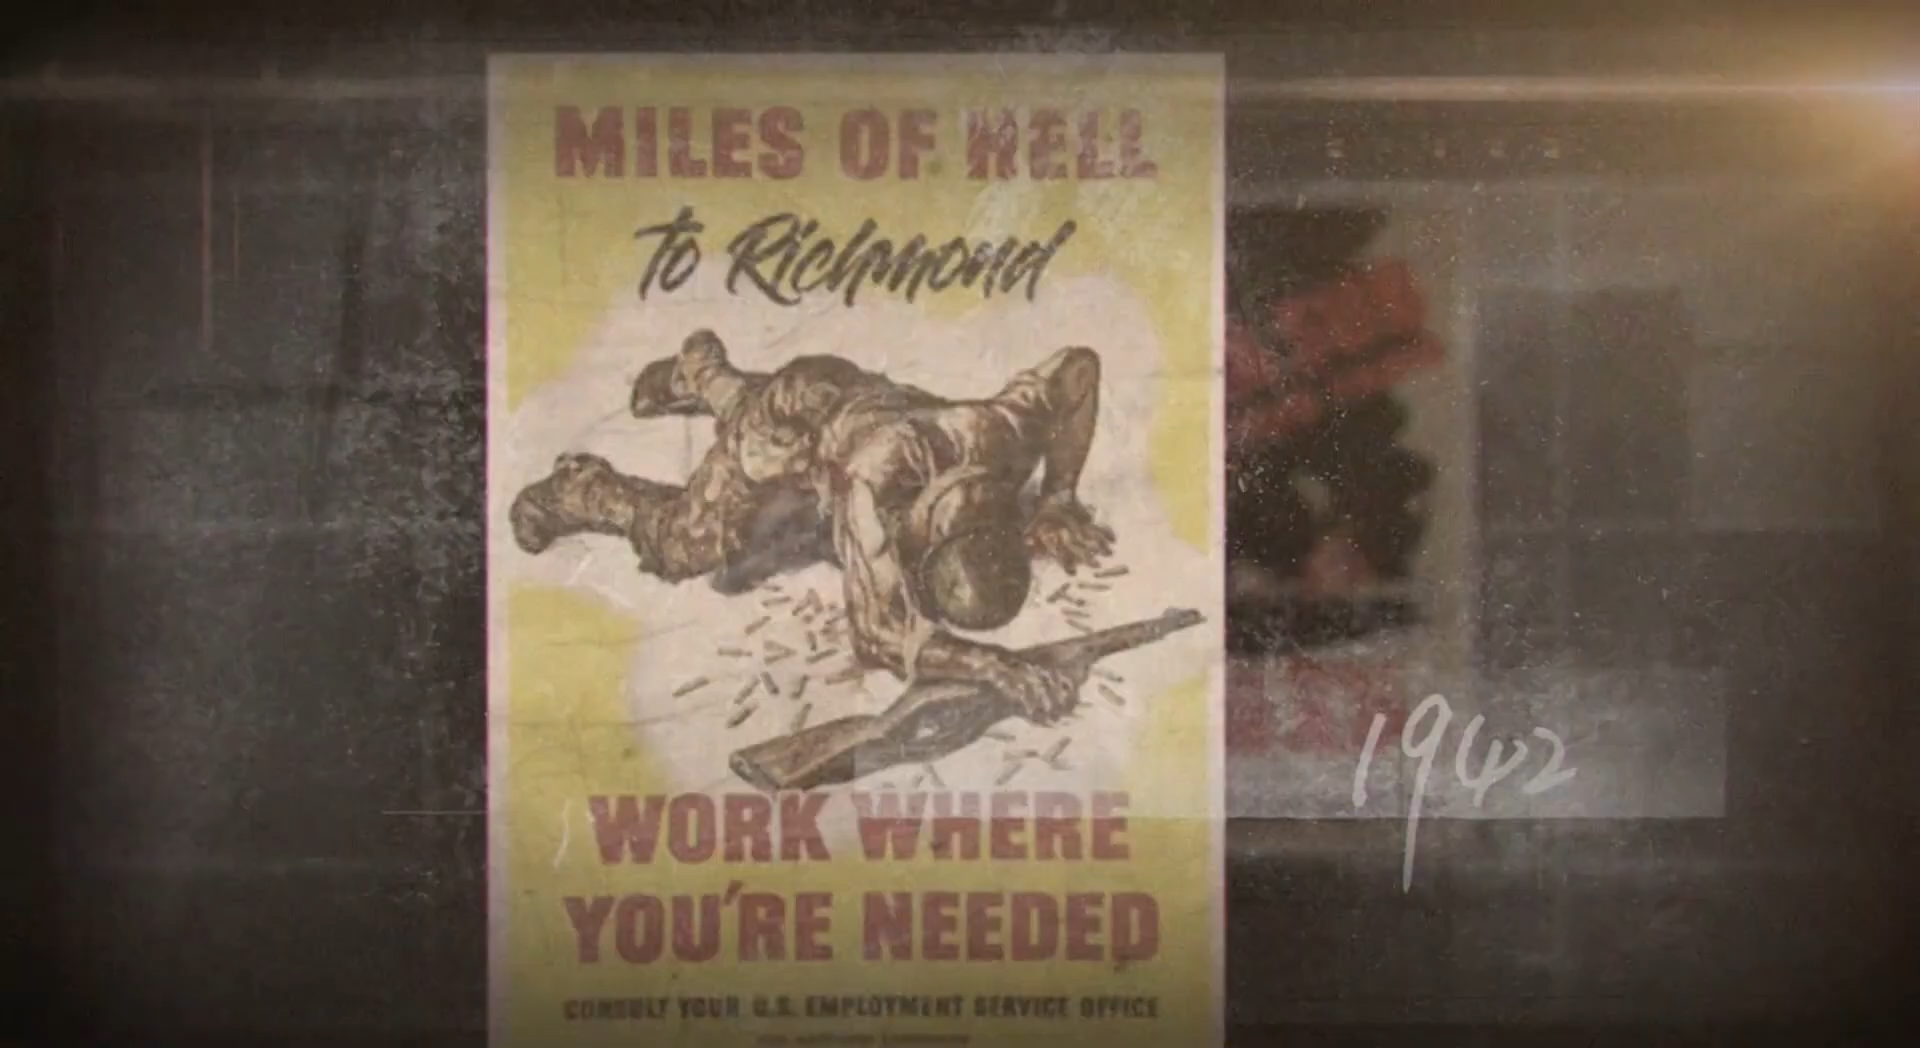 MILES OF HELL
to Richmond
WORK WHERE
YOU'RE NEEDED
CONSULT YOUR U.S. EMPLOYMENT SERVICE OFFICE
1942